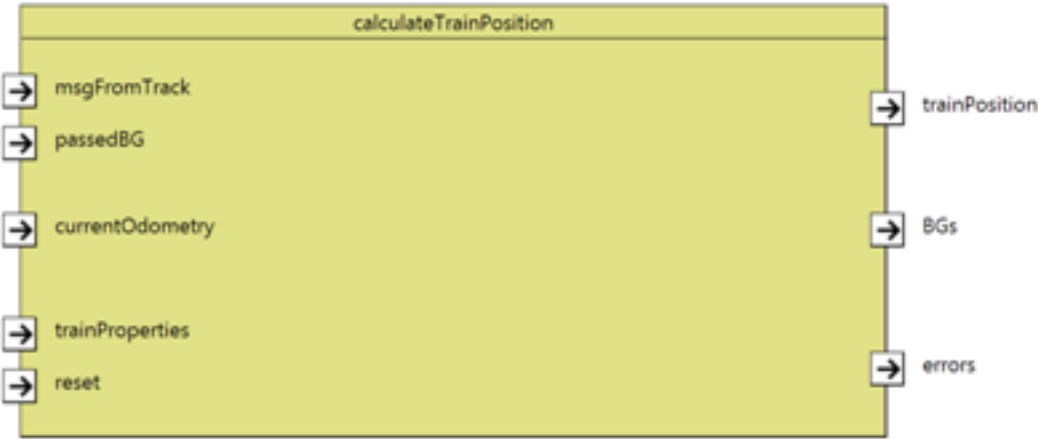 calculateTrainPosition
msgFromTrack
passedBG
currentOdometry
trainProperties
reset
trainPosition
BGs
errors